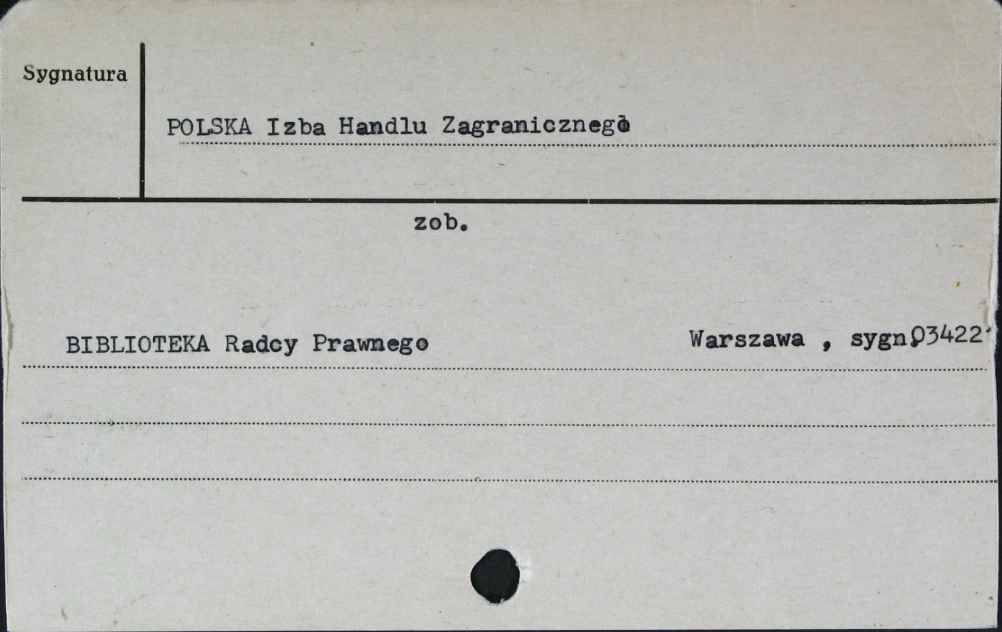 Sygnatura
POLSKA Izba Handlu Zagranicznego
zob.
BIBLIOTEKA Radcy Prawnego Warszawa , sygn.03422